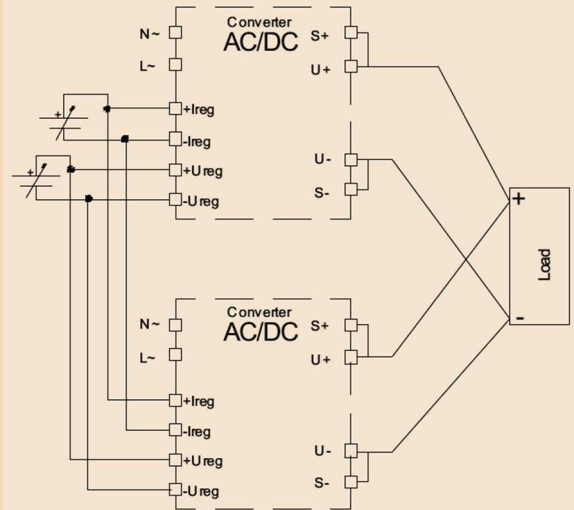 Converter
AC/DC
N~
S+
L~
U+
+Ireg
+
-Ireg
U-
+Ureg
+
S-
-Ureg
+
Load
-
Converter
AC/DC
N~
S+
L~
U+
+Ireg
-Ireg
U-
+Ureg
S-
-Ureg